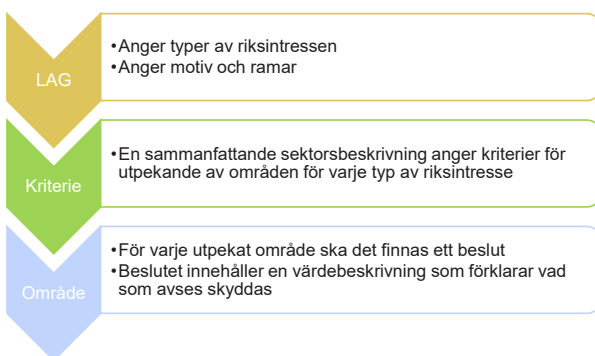 LAG
•Anger typer av riksintressen
•Anger motiv och ramar
Kriterie
•En sammanfattande sektorsbeskrivning anger kriterier för
utpekande av områden för varje typ av riksintresse
Område
•För varje utpekat område ska det finnas ett beslut
•Beslutet innehåller en värdebeskrivning som förklarar vad
som avses skyddas